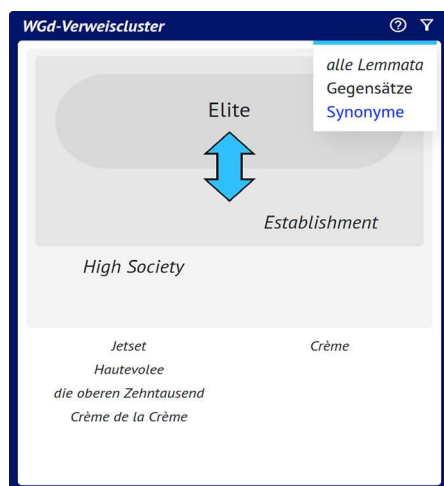 WGd-Verweiscluster
alle Lemmata
Gegensätze
Synonyme
Elite
Establishment
High Society
Jetset
Crème
Hautevolee
die oberen Zehntausend
Crème de la Crème